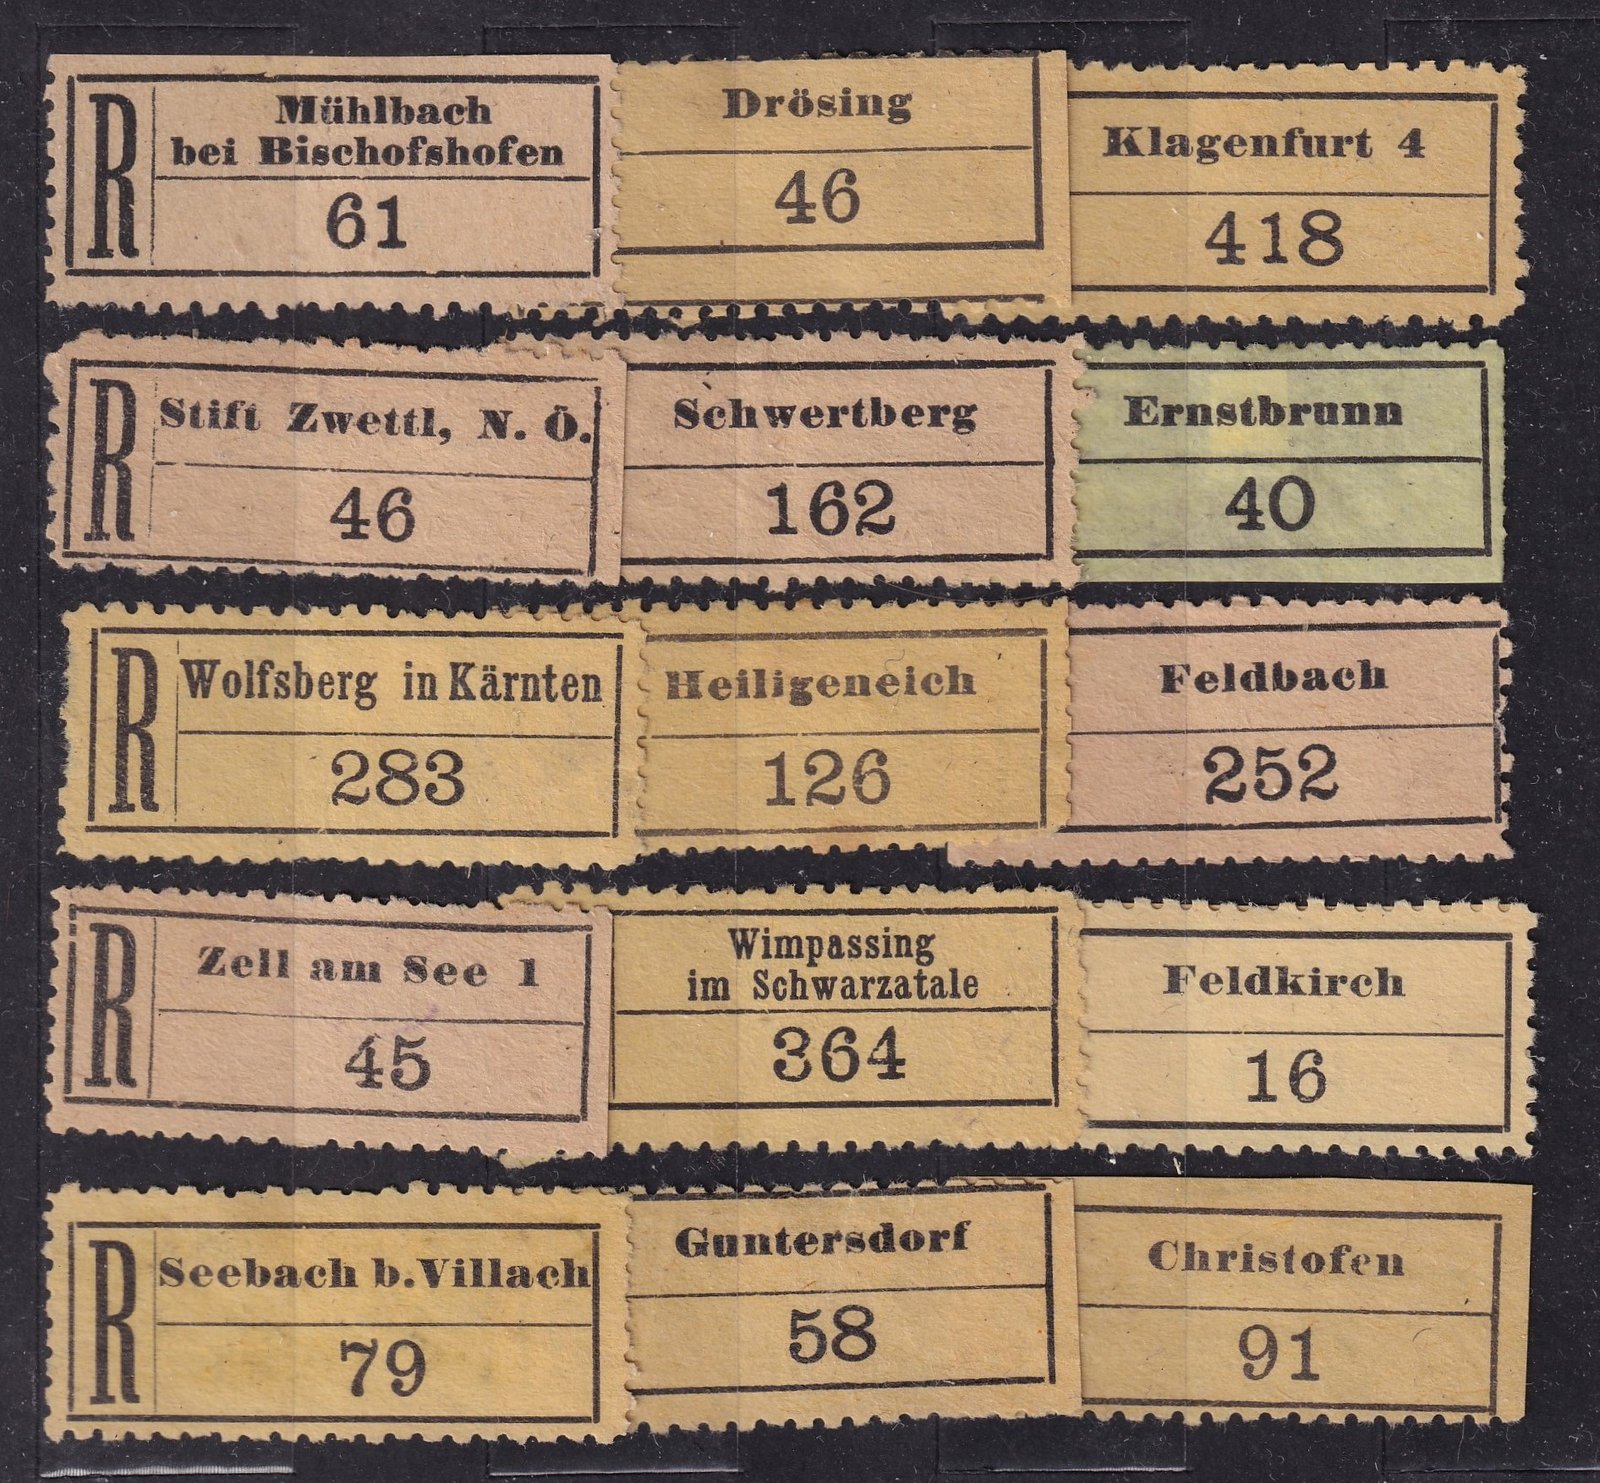 R
Mühlbach
bei Bischofshofen
61
Drösing
46
Klagenfurt 4
418
R
Stift Zwettl, N. Ö.
46
Schwertberg
162
Ernstbrunn
40
R
Wolfsberg in Kärnten
283
Heiligeneich
126
Feldbach
252
R
Zell am See 1
45
Wimpassing
im Schwarzatale
364
Feldkirch
16
R
Seebach b. Villach
79
Guntersdorf
58
Christofen
91